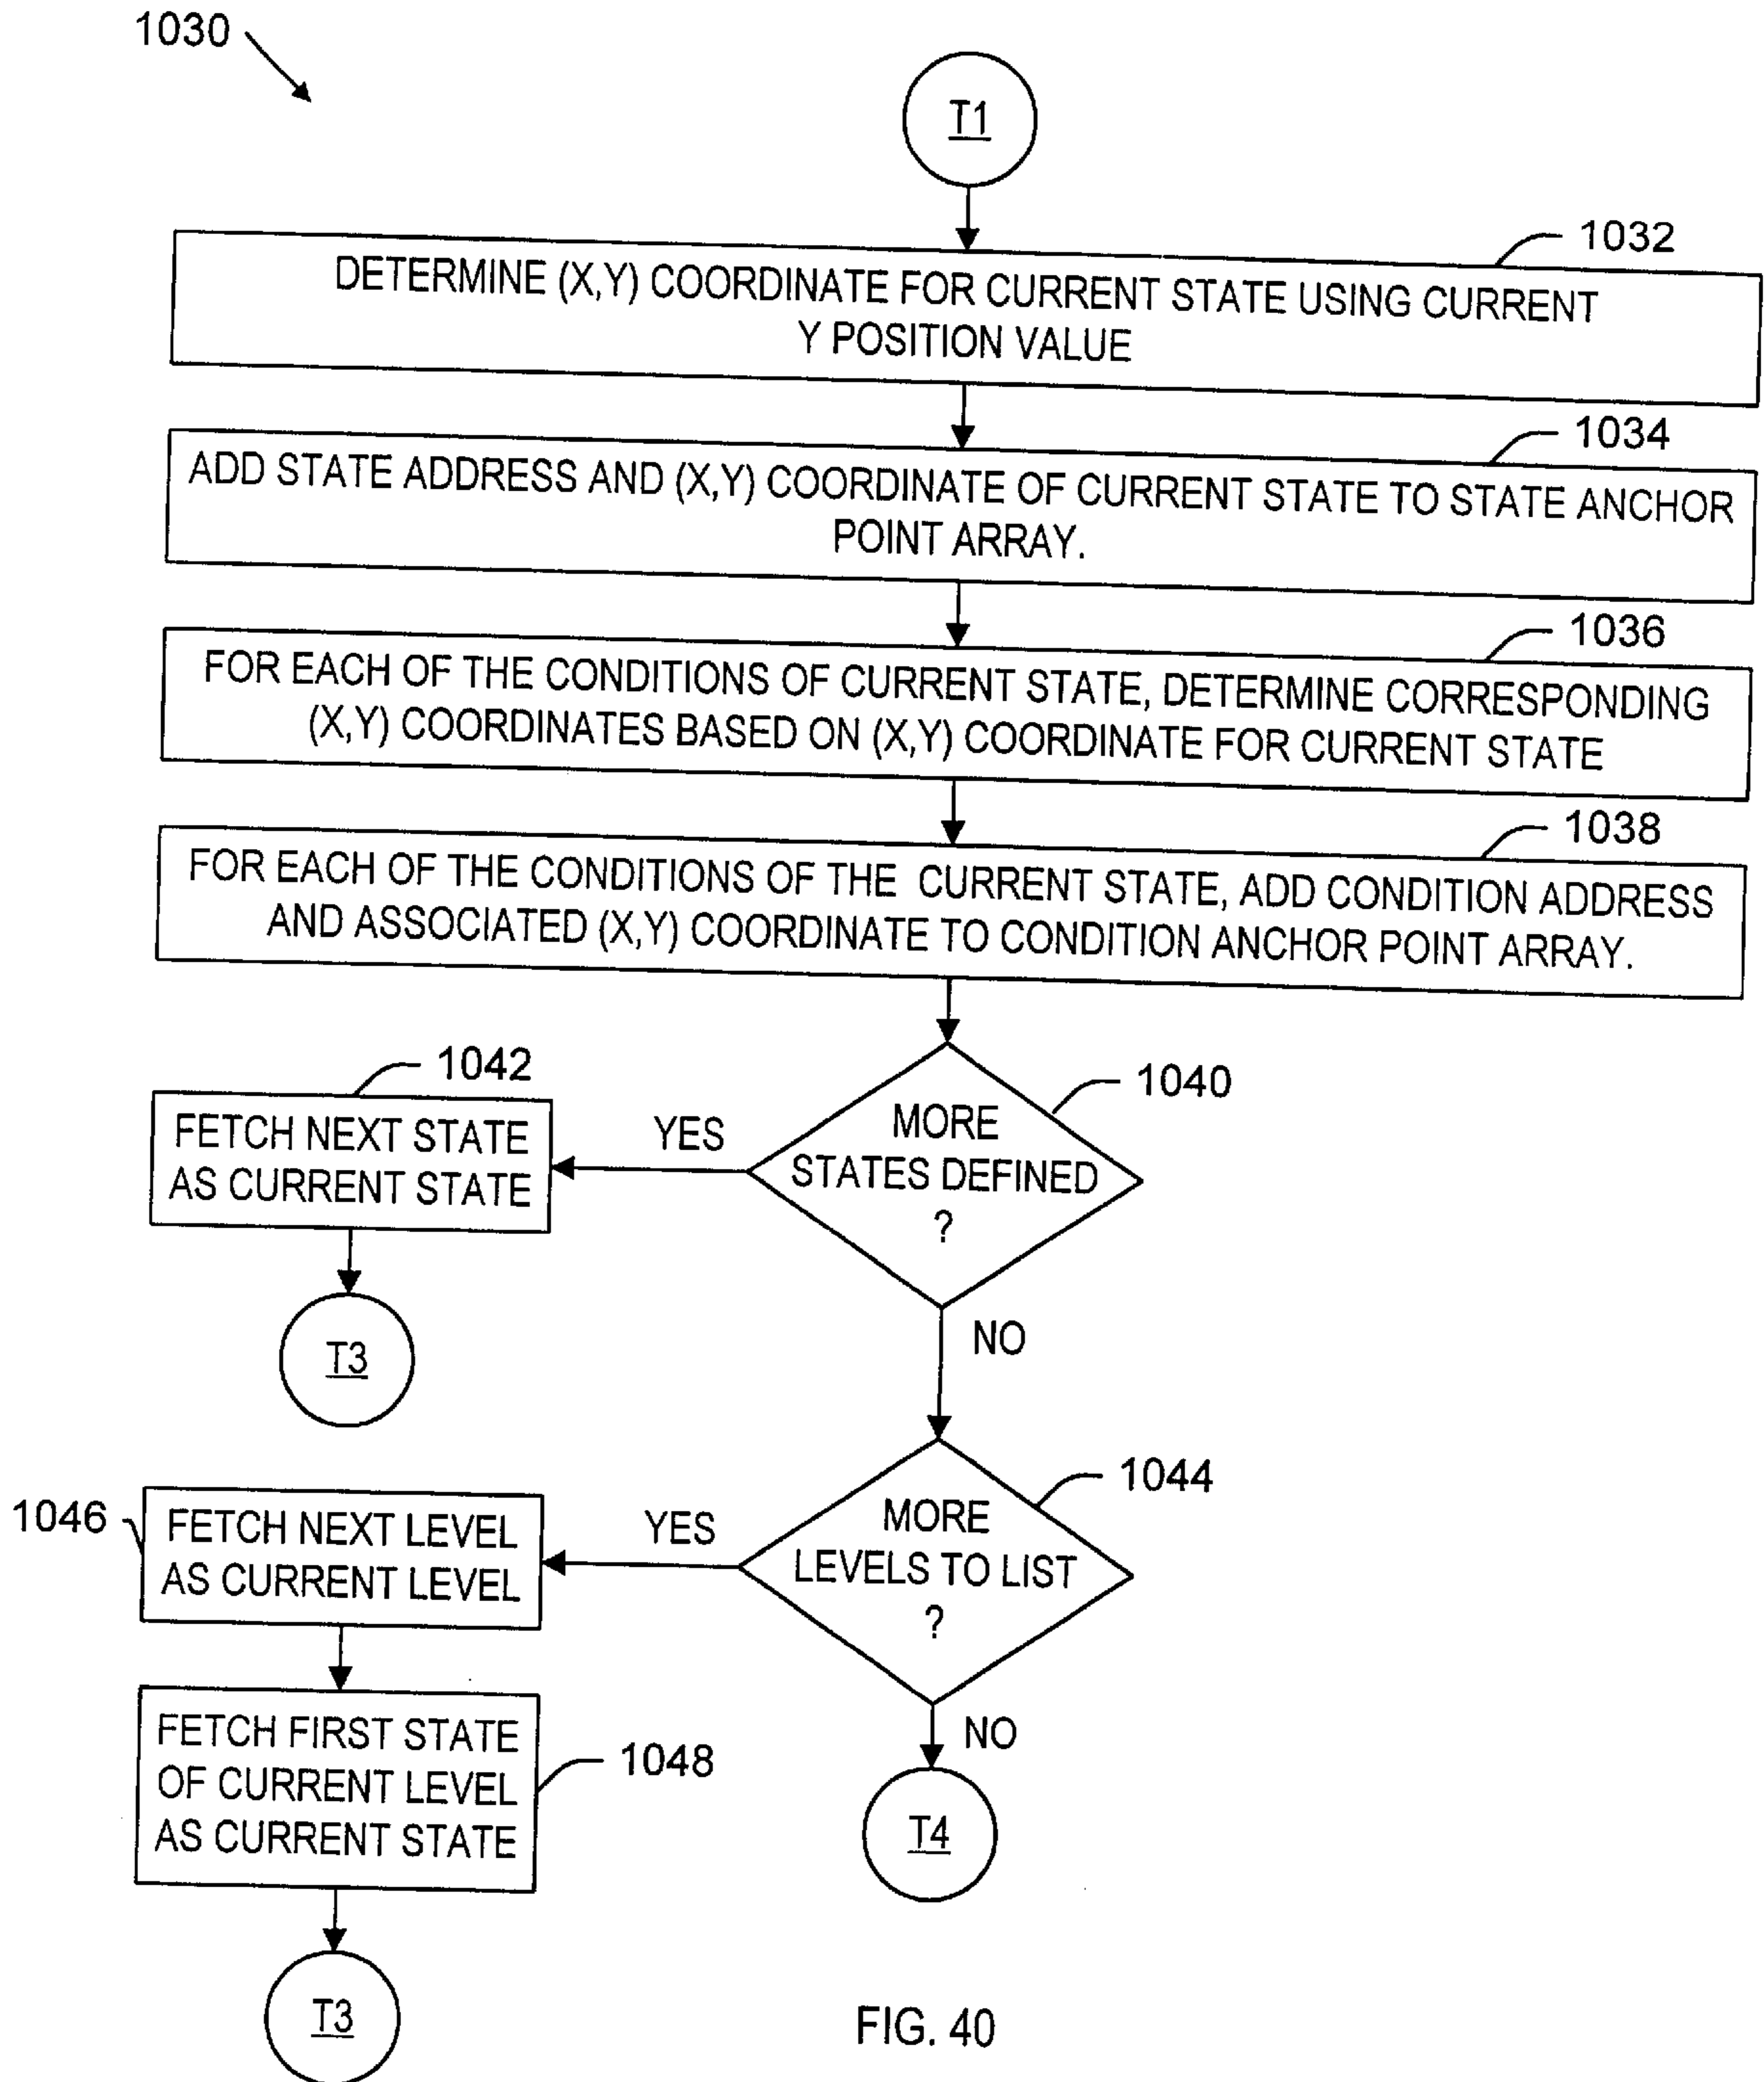 1030
T1
1032
DETERMINE (X,Y) COORDINATE FOR CURRENT STATE USING CURRENT
Y POSITION VALUE
1034
ADD STATE ADDRESS AND (X,Y) COORDINATE OF CURRENT STATE TO STATE ANCHOR
POINT ARRAY.
1036
FOR EACH OF THE CONDITIONS OF CURRENT STATE, DETERMINE CORRESPONDING
(X,Y) COORDINATES BASED ON (X,Y) COORDINATE FOR CURRENT STATE
1038
FOR EACH OF THE CONDITIONS OF THE CURRENT STATE, ADD CONDITION ADDRESS
AND ASSOCIATED (X,Y) COORDINATE TO CONDITION ANCHOR POINT ARRAY.
1040
MORE
STATES DEFINED
?
YES
1042
FETCH NEXT STATE
AS CURRENT STATE
T3
NO
1044
MORE
LEVELS TO LIST
?
YES
1046
FETCH NEXT LEVEL
AS CURRENT LEVEL
1048
FETCH FIRST STATE
OF CURRENT LEVEL
AS CURRENT STATE
T3
NO
T4
FIG. 40